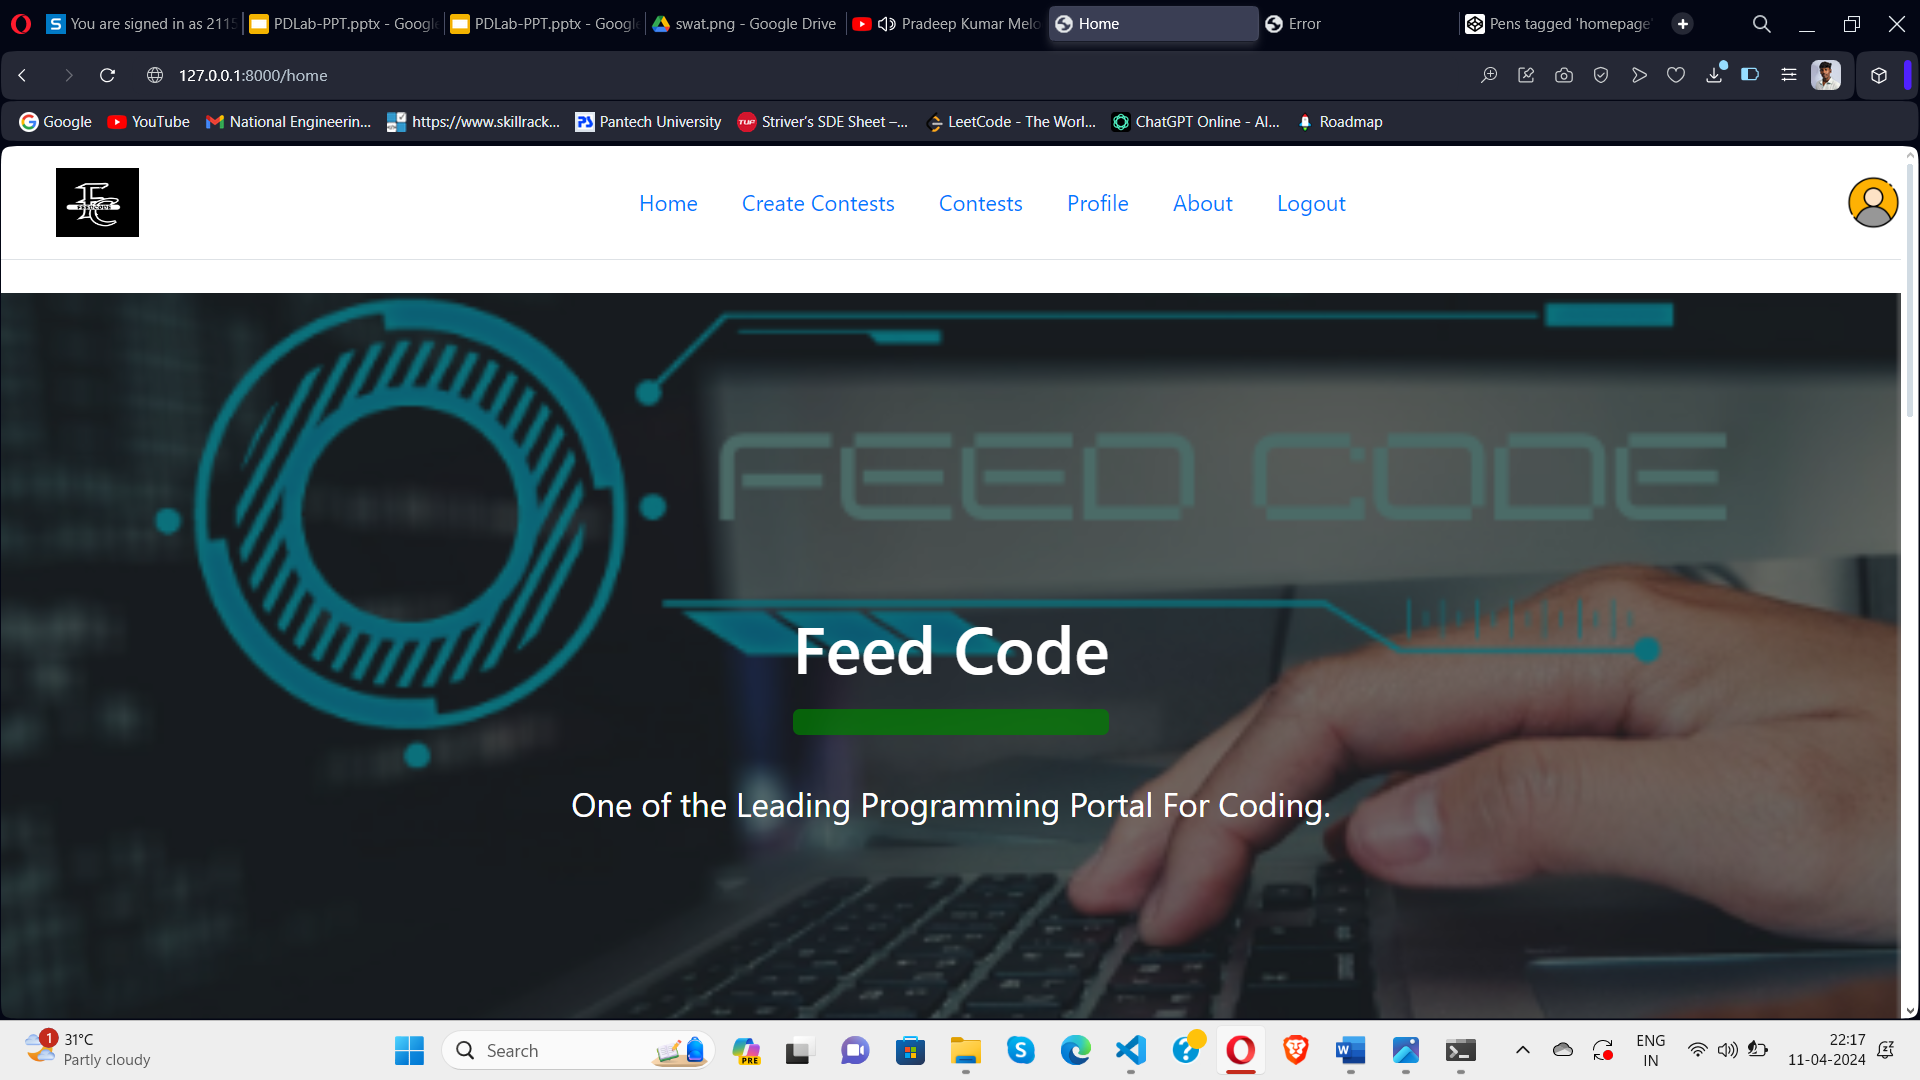 You are signed in as 2115
PDLab-PPT.pptx - Google
PDLab-PPT.pptx - Google
swat.png - Google Drive
Pradeep Kumar Melo
Home
Error
Pens tagged 'homepage'
127.0.0.1:8000/home
Google
YouTube
National Engineerin...
https://www.skillrack...
Pantech University
Striver's SDE Sheet –...
LeetCode - The Worl...
ChatGPT Online - AI...
Roadmap
Home
Create Contests
Contests
Profile
About
Logout
FEED CODE
Feed Code
One of the Leading Programming Portal For Coding.
1
31°C
Partly cloudy
Search
PRE
ENG
IN
22:17
11-04-2024